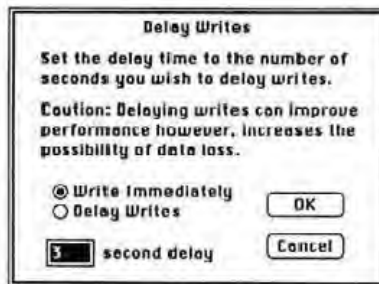 Delay Writes
Set the delay time to the number of
seconds you wish to delay writes.
Caution: Delaying writes can improve
performance however, increases the
possibility of data loss.
Write Immediately
Delay Writes
OK
3 second delay
Cancel